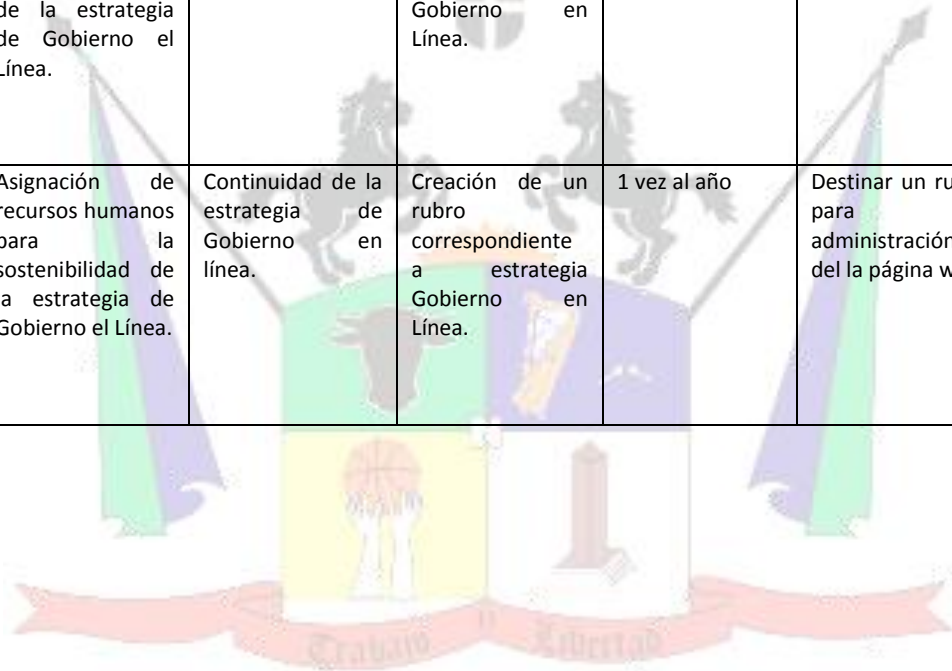 de la estrategia
de Gobierno el
Línea.
Gobierno en
Línea.
Asignación de
recursos humanos
para la
sostenibilidad de
la estrategia de
Gobierno el Línea.
Continuidad de la
estrategia de
Gobierno en
línea.
Creación de un
rubro
correspondiente
a estrategia
Gobierno en
Línea.
1 vez al año
Destinar un
para
administración
del la página
Trabajo
Libertad